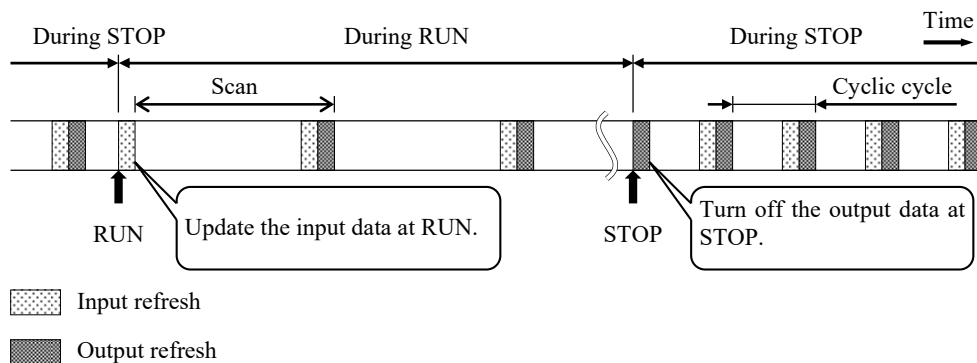 During STOP
During RUN
During STOP
Time
Scan
Cyclic cycle
RUN
Update the input data at RUN.
STOP
Turn off the output data at
STOP.
Input refresh
Output refresh